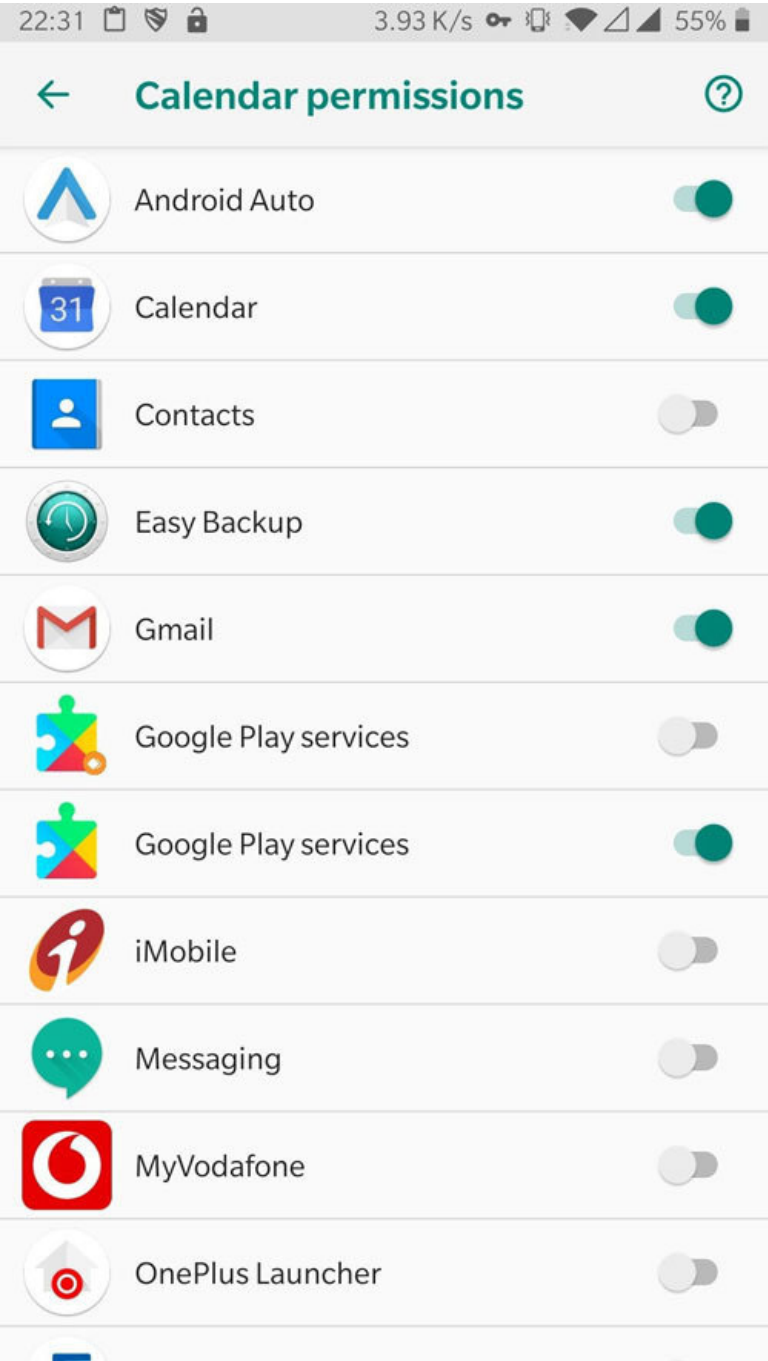 22:31 3.93 K/s 55%
Calendar permissions
Android Auto
31
Calendar
Contacts
Easy Backup
Gmail
Google Play services
Google Play services
iMobile
Messaging
MyVodafone
OnePlus Launcher